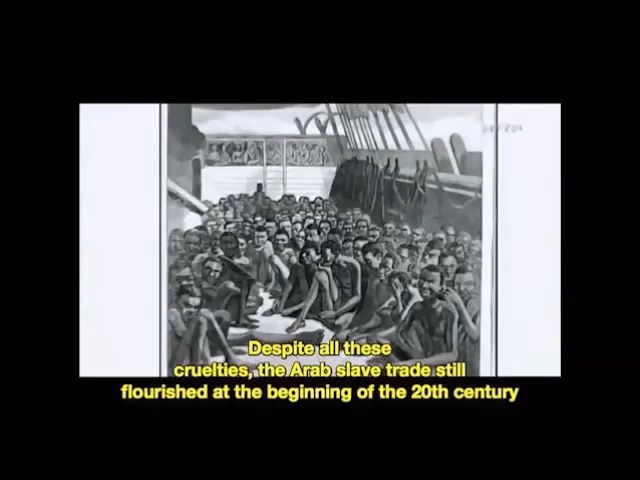 Despite all these
cruelties, the Arab slave trade still
flourished at the beginning of the 20th century